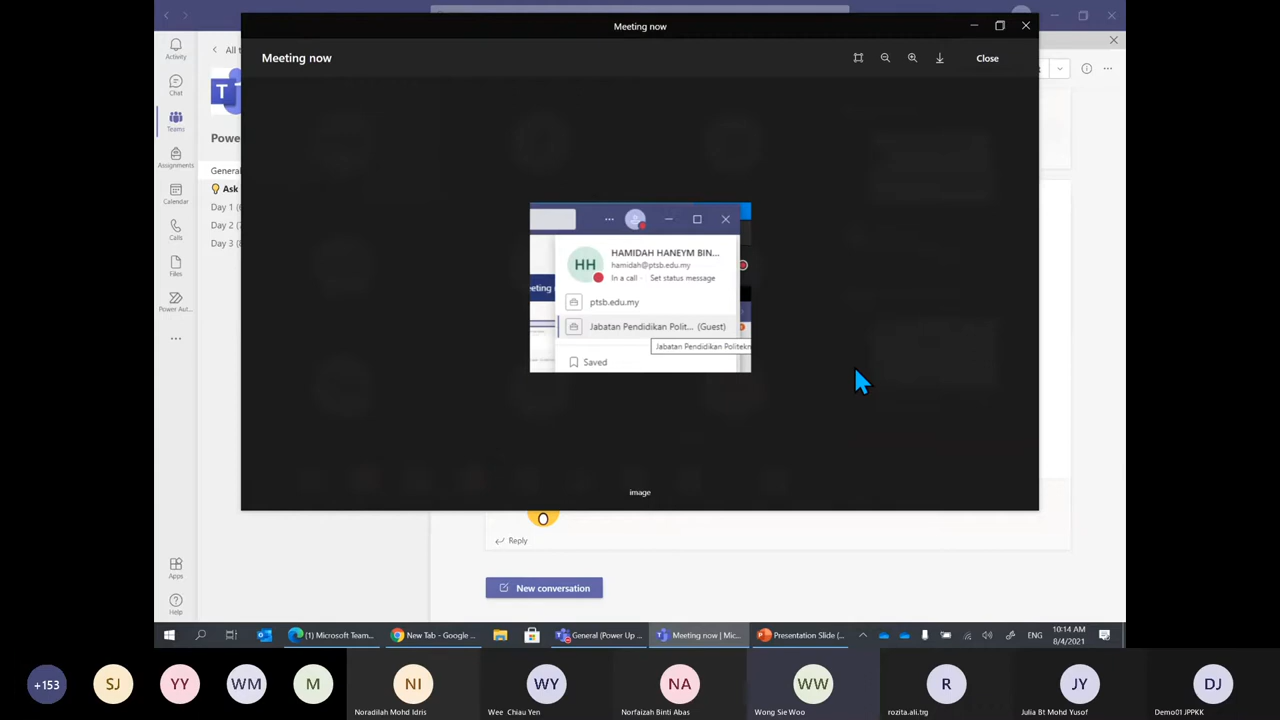 Meeting now
Meeting now
Close
Activity
Chat
Teams
Assignments
Calendar
Calls
Files
Power Aut...
Apps
Help
All t
T
Powe
General
Ask
Day 1 (6
Day 2 (
Day 3 (8
HH
HAMIDAH HANEYM BIN...
hamidah@ptsb.edu.my
In a call
Set status message
eting n
ptsb.edu.my
Jabatan Pendidikan Polit... (Guest)
Jabatan Pendidikan Politekn
Saved
image
Reply
New conversation
(1) Microsoft Team...
New Tab - Google ...
General (Power Up ...
Meeting now | Mic...
Presentation Slide (...
ENG
10:14 AM
8/4/2021
+153
SJ
YY
WM
M
NI
Noradilah Mohd Idris
WY
Wee Chiau Yen
NA
Norfaizah Binti Abas
WW
Wong Sie Woo
R
rozita.ali.trg
JY
Julia Bt Mohd Yusof
DJ
Demo01 JPPKK